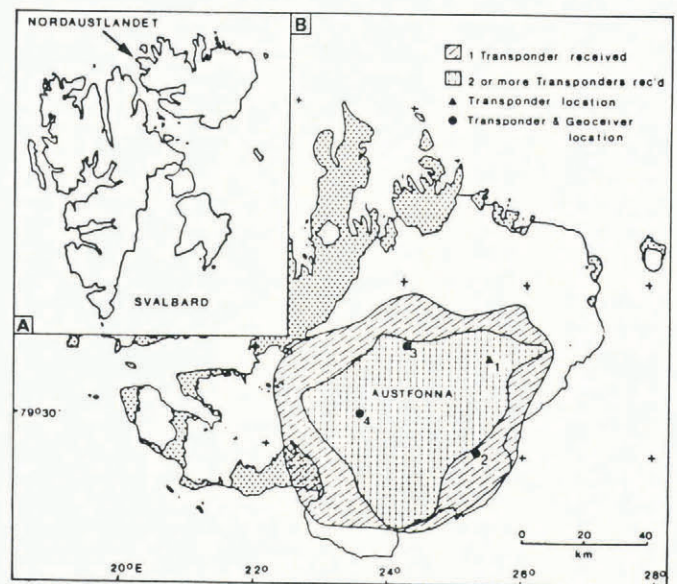 NORDAUSTLANDET
SVALBARD
A
B
1 Transponder received
2 or more Transponders rec'd
Transponder location
Transponder & Geoceiver
location
3
1
AUSTFONNA
4
2
79°30'
0 20 40
km
20°E
22°
24°
26°
28°